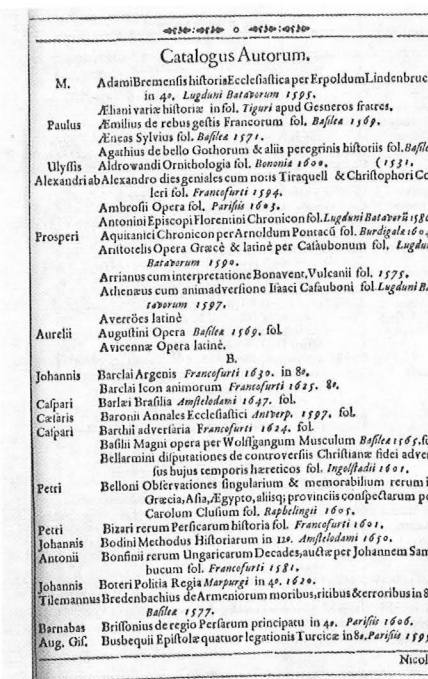 Catalogus Autorum.
M. Adami Bremensis historia Ecclesiastica per Erpoldum Lindenbruc
in 4o. Lugduni Batavorum 1595.
Æliani variæ historiæ in fol. Tiguri apud Gesneros fratres.
Paulus Æmilius de rebus gestis Francorum fol. Basileæ 1569.
Æneas Sylvius fol. Basileæ 1571.
Agathius de bello Gothorum & aliis peregrinis historiis fol. Basile
Ulyssis Aldrowandi Ornithologia fol. Bononiæ 1600. (1531.
Alexandri ab Alexandro dies geniales cum notis Tiraquell & Christophori Co
leri fol. Francofurti 1594.
Ambrosii Opera fol. Parisiis 1603.
Antonini Episcopi Florentini Chronicon fol. Lugduni Batavorũ 1586
Prosperi Aquitanici Chronicon per Arnoldum Pontacũ fol. Burdigalæ 1604
Aristotelis Opera Græcè & latinè per Casaubonum fol. Lugdu
Batavorum 1590.
Arrianus cum interpretatione Bonavent. Vulcanii fol. 1575.
Athenæus cum animadversione Isaaci Casauboni fol. Lugduni Ba
tavorum 1597.
Averröes latinè
Aurelii Augustini Opera Basileæ 1569. fol.
Avicennæ Opera latinè.
B.
Johannis Barclai Argenis Francofurti 1630. in 8o.
Barclai Icon animorum Francofurti 1625. 8o.
Caspari Barlæi Brasilia Amstelodami 1647. fol.
Cæsaris Baronii Annales Ecclesiastici Antverp. 1597. fol.
Caspari Barthii adversaria Francofurti 1624. fol.
Basilii Magni opera per Wolfgangum Musculum Basileæ 1565. fo
Bellarmini disputationes de controversiis Christianæ fidei adver
sus hujus temporis hæreticos fol. Ingolstadii 1601.
Petri Belloni Observationes singularium & memorabilium rerum i
Græcia, Asia, Ægypto, aliisq; provinciis conspectarum pe
Carolum Clusium fol. Raphelingii 1605.
Petri Bizari rerum Persicarum historia fol. Francofurti 1601.
Johannis Bodini Methodus Historiarum in 12o. Amstelodami 1650.
Antonii Bonfinii rerum Ungaricarum Decades, auctæ per Johannem Sam
bucum fol. Francofurti 1581.
Johannis Boteri Politia Regia Marpurgi in 4o. 1620.
Tilemannus Bredenbachius de Armeniorum moribus, ritibus & erroribus in 8
Basileæ 1577.
Barnabas Brissonius de regio Persarum principatu in 4o. Parisiis 1606.
Aug. Gis. Busbequii Epistolæ quatuor legationis Turcicæ in 8o. Parisiis 1595
Nicol